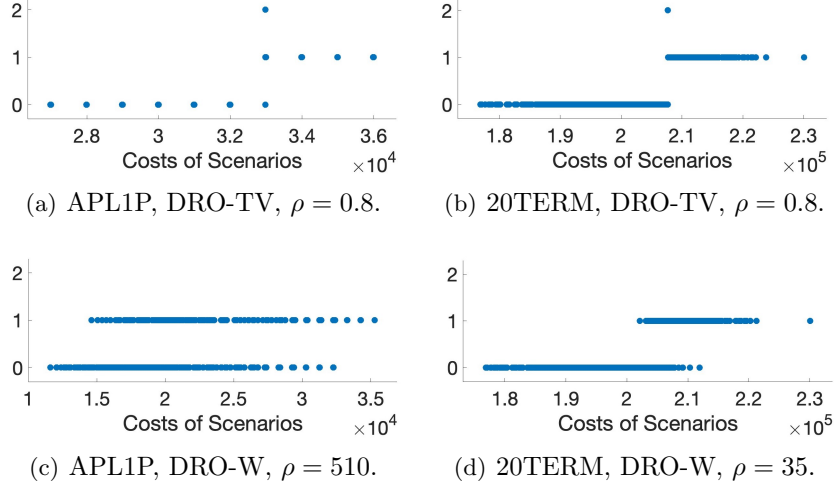 2
1
0
2.8 3 3.2 3.4 3.6
Costs of Scenarios ×10^4
(a) APL1P, DRO-TV, ρ = 0.8.
2
1
0
1.8 1.9 2 2.1 2.2 2.3
Costs of Scenarios ×10^5
(b) 20TERM, DRO-TV, ρ = 0.8.
2
1
0
1 1.5 2 2.5 3 3.5
Costs of Scenarios ×10^4
(c) APL1P, DRO-W, ρ = 510.
2
1
0
1.8 1.9 2 2.1 2.2 2.3
Costs of Scenarios ×10^5
(d) 20TERM, DRO-W, ρ = 35.